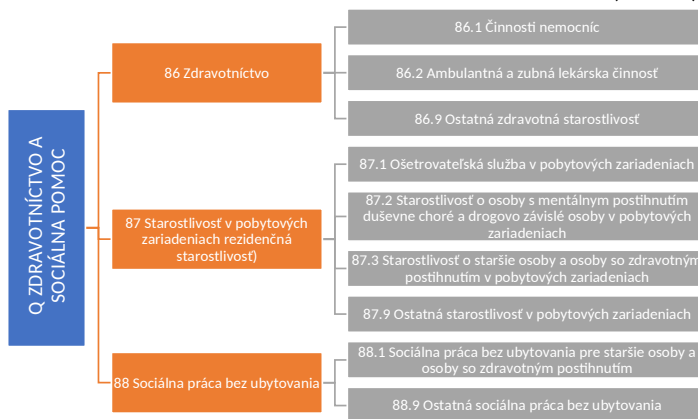 Q ZDRAVOTNÍCTVO A
SOCIÁLNA POMOC
86 Zdravotníctvo
86.1 Činnosti nemocníc
86.2 Ambulantná a zubná lekárska činnosť
86.9 Ostatná zdravotná starostlivosť
87 Starostlivosť v pobytových
zariadeniach rezidenčná
starostlivosť)
87.1 Ošetrovateľská služba v pobytových zariadeniach
87.2 Starostlivosť o osoby s mentálnym postihnutím
duševne choré a drogovo závislé osoby v pobytových
zariadeniach
87.3 Starostlivosť o staršie osoby a osoby so zdravotným
postihnutím v pobytových zariadeniach
87.9 Ostatná starostlivosť v pobytových zariadeniach
88 Sociálna práca bez ubytovania
88.1 Sociálna práca bez ubytovania pre staršie osoby a
osoby so zdravotným postihnutím
88.9 Ostatná sociálna práca bez ubytovania